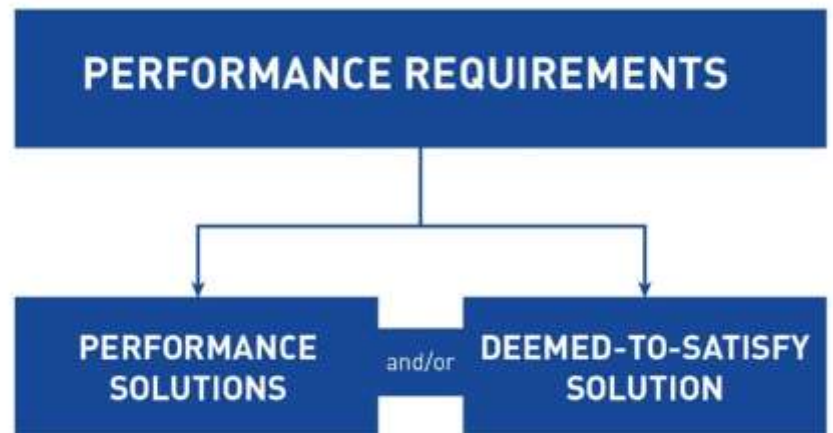 PERFORMANCE REQUIREMENTS
PERFORMANCE
SOLUTIONS
and/or
DEEMED-TO-SATISFY
SOLUTION